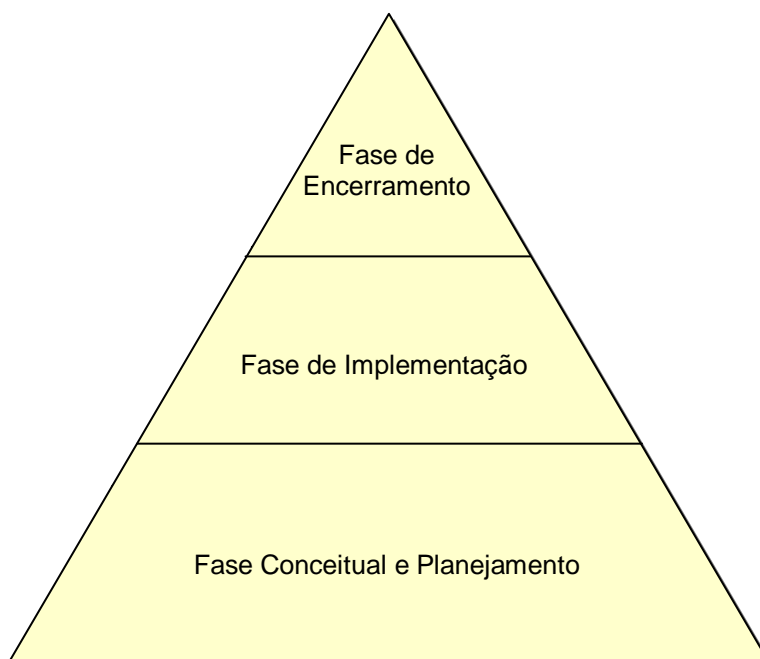 Fase de
Encerramento
Fase de Implementação
Fase Conceitual e Planejamento